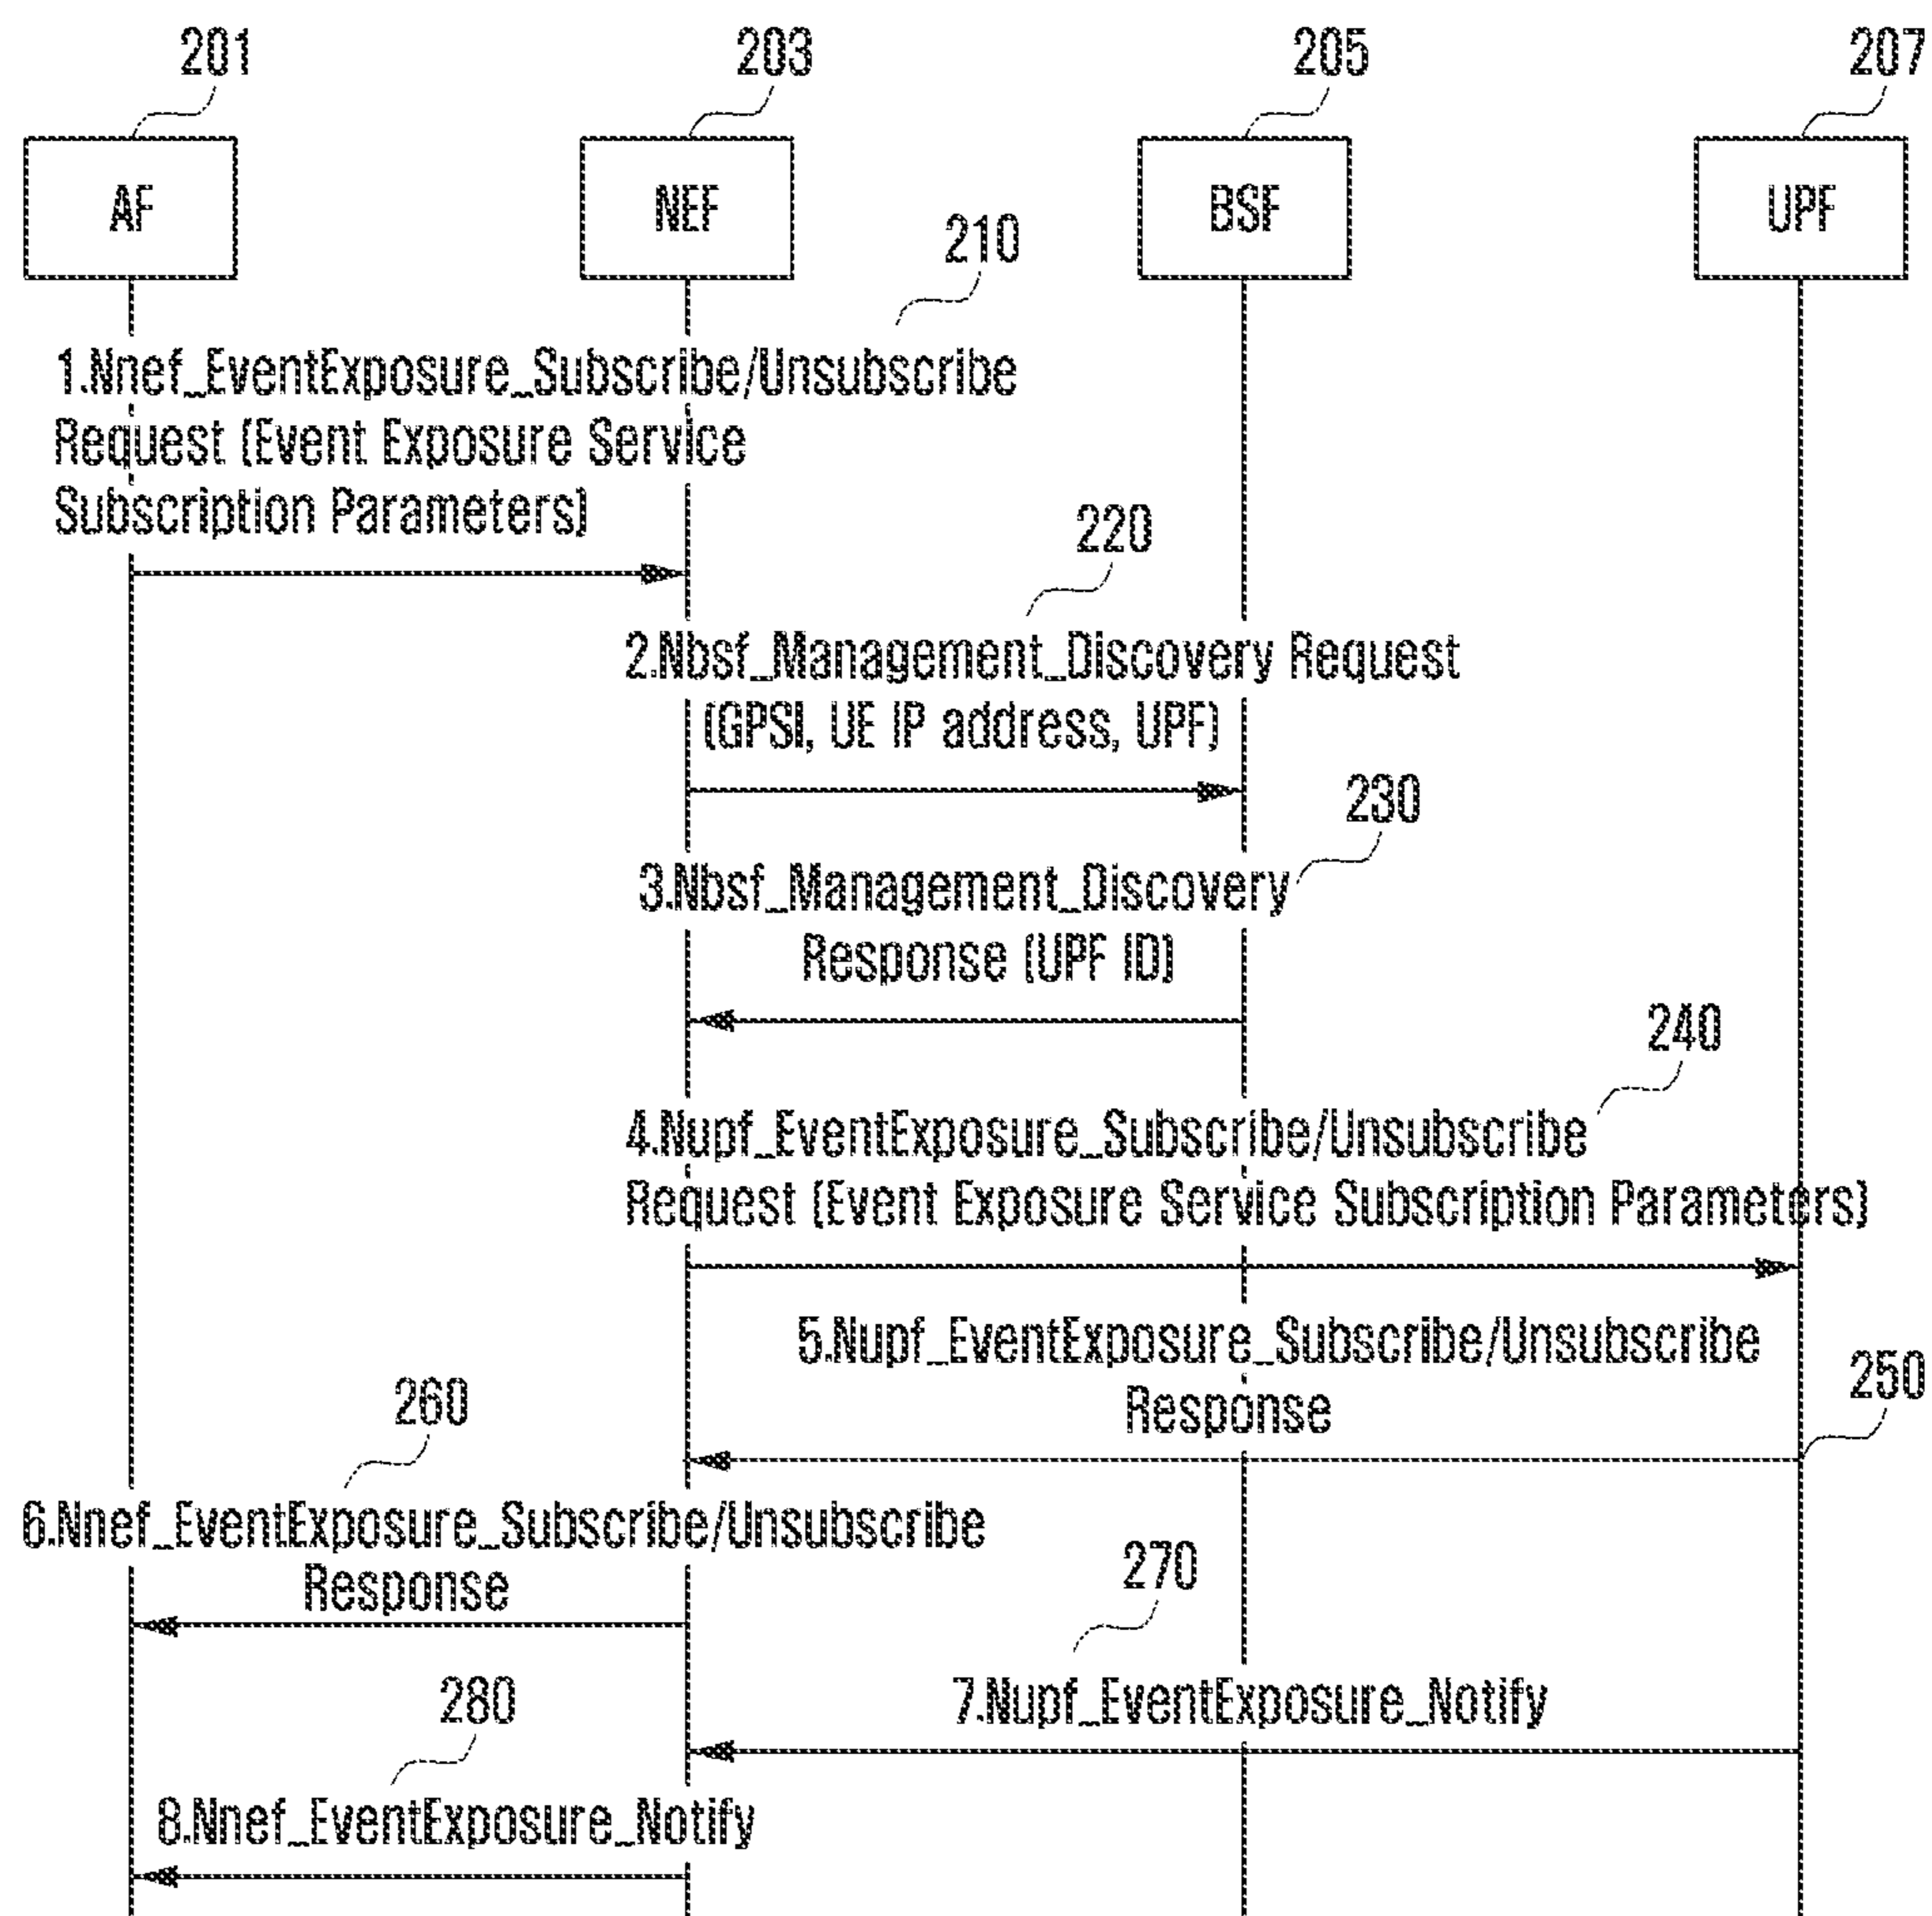 201 203 205 207
AF NEF BSF UPF
210
1.Nnef_EventExposure_Subscribe/Unsubscribe
Request (Event Exposure Service
Subscription Parameters)
220
2.Nbsf_Management_Discovery Request
(GPSI, UE IP address, UPF)
230
3.Nbsf_Management_Discovery
Response (UPF ID)
240
4.Nupf_EventExposure_Subscribe/Unsubscribe
Request (Event Exposure Service Subscription Parameters)
5.Nupf_EventExposure_Subscribe/Unsubscribe
Response
250
260
6.Nnef_EventExposure_Subscribe/Unsubscribe
Response
270
7.Nupf_EventExposure_Notify
280
8.Nnef_EventExposure_Notify